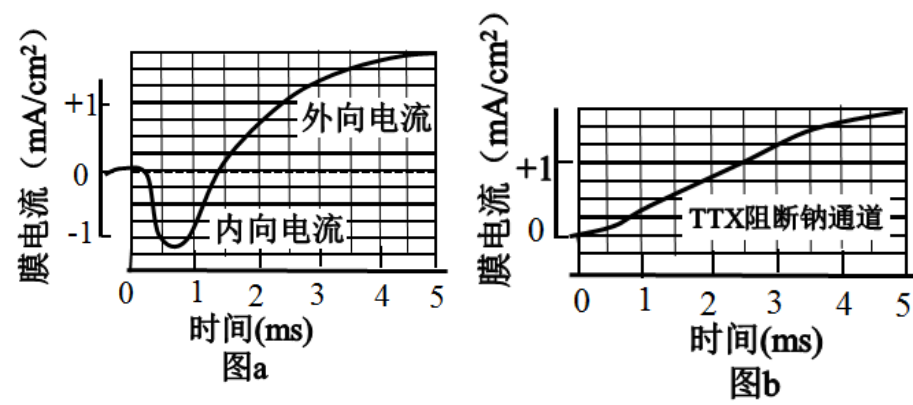 膜电流（mA/cm²）
+1
0
-1
外向电流
内向电流
0 1 2 3 4 5
时间(ms)
图a
膜电流（mA/cm²）
+1
0
TTX阻断钠通道
0 1 2 3 4 5
时间(ms)
图b